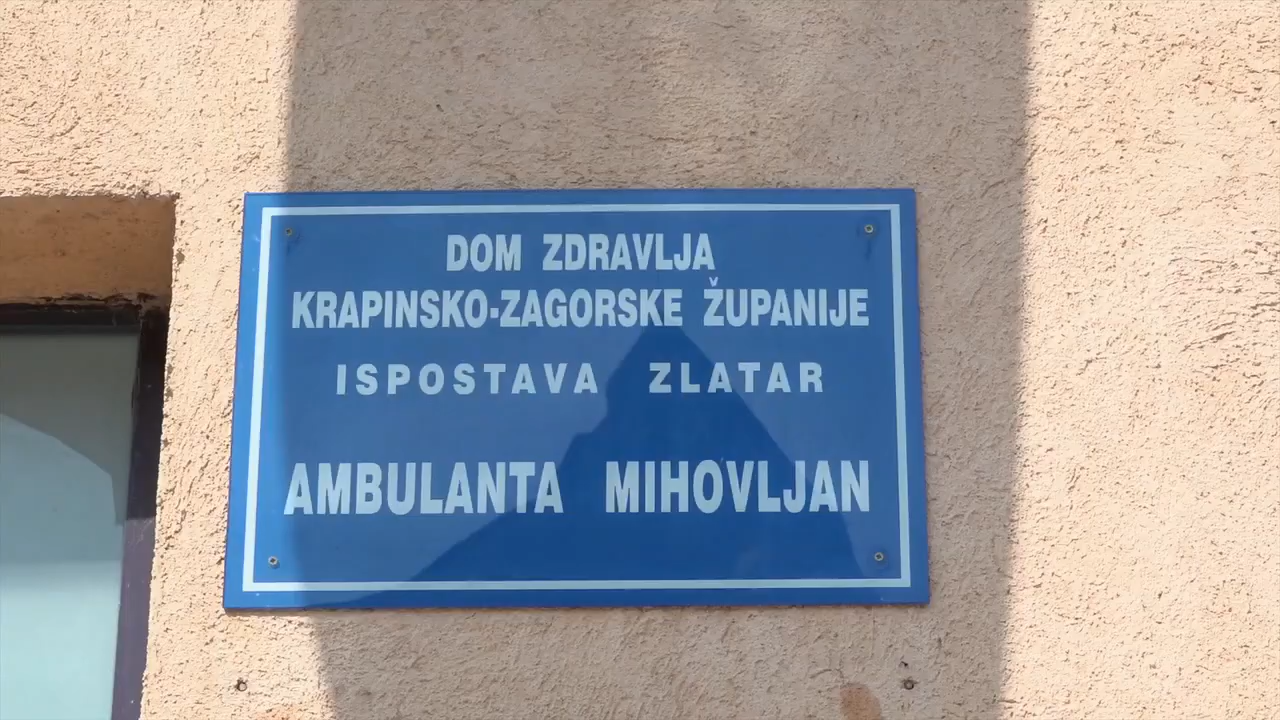 DOM ZDRAVLJA
KRAPINSKO-ZAGORSKE ŽUPANIJE
ISPOSTAVA ZLATAR
AMBULANTA MIHOVLJAN